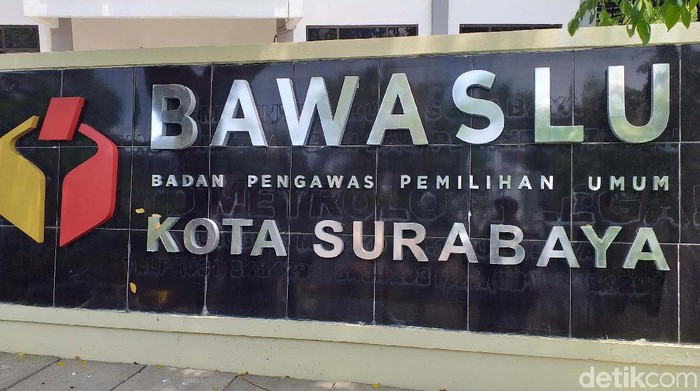 BAWASLU
BADAN PENGAWAS PEMILIHAN UMUM
KOTA SURABAYA
detikcom